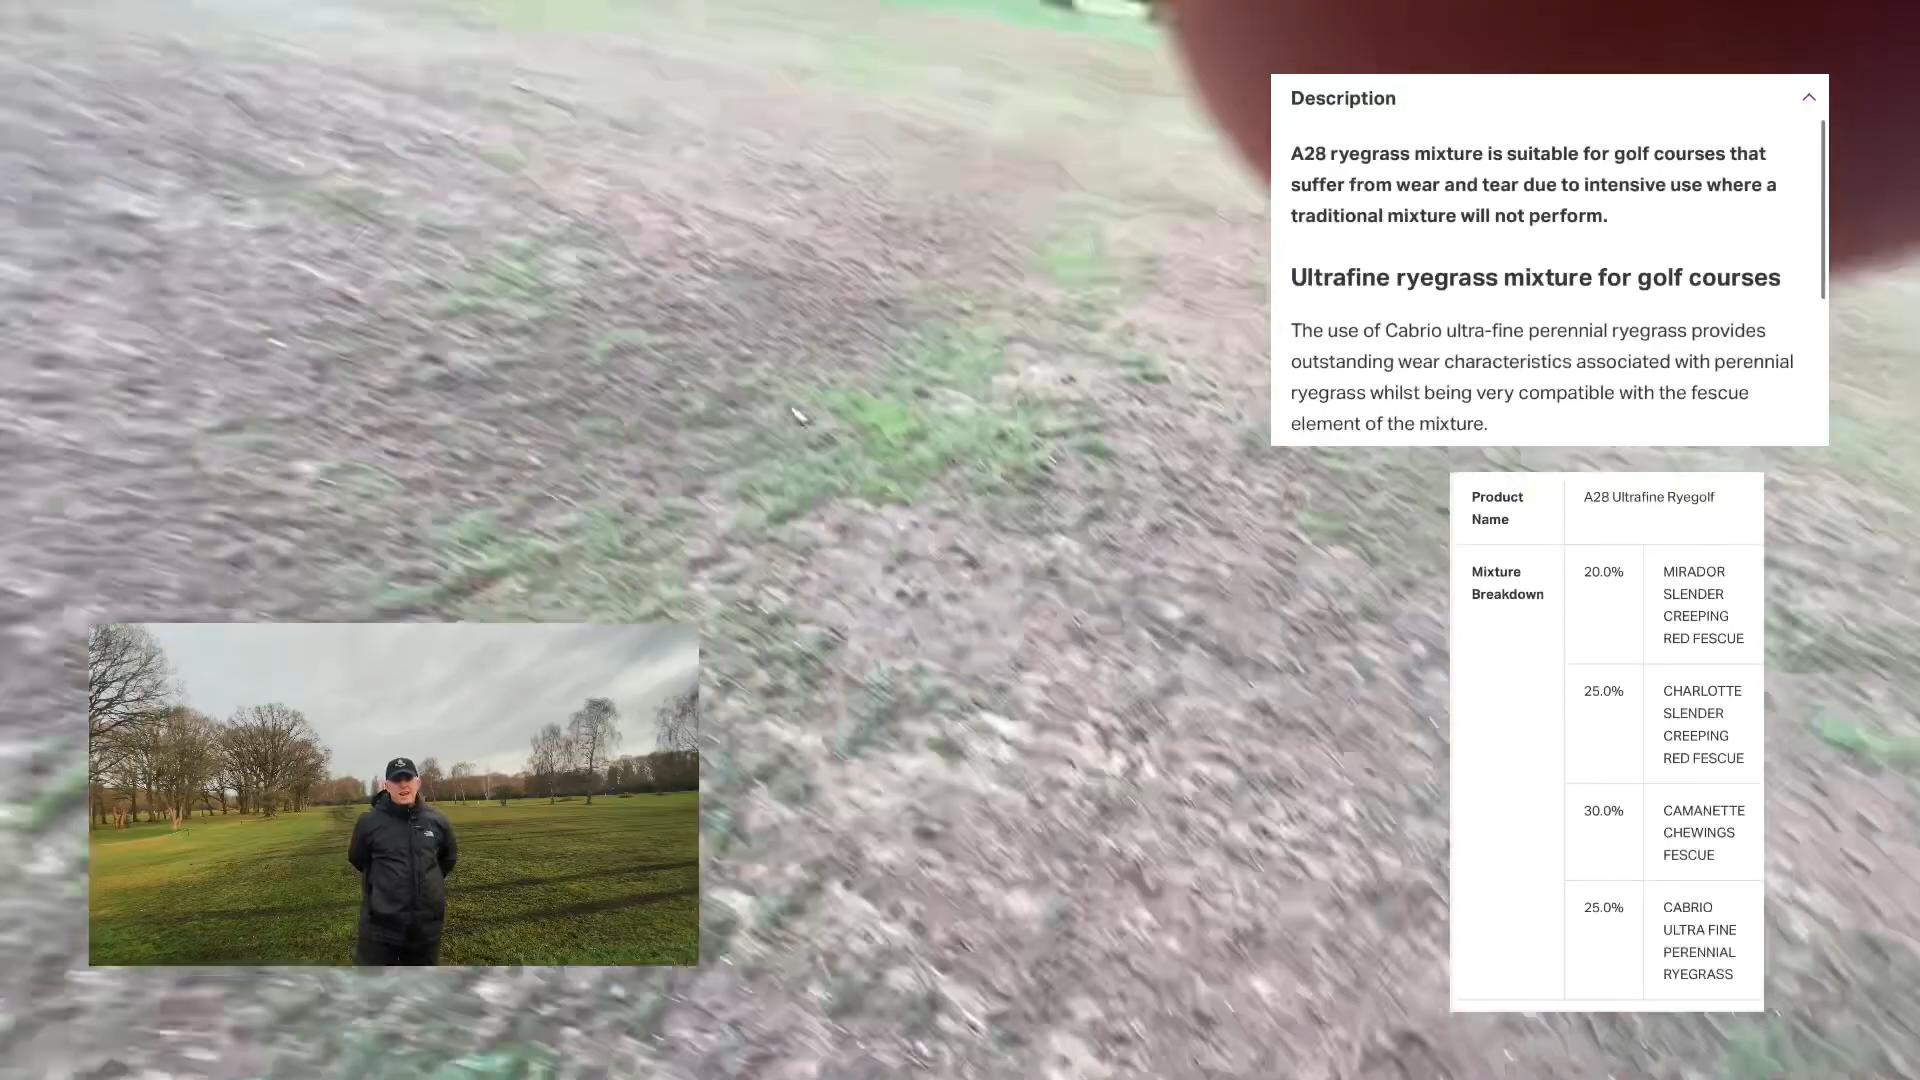 Description
A28 ryegrass mixture is suitable for golf courses that
suffer from wear and tear due to intensive use where a
traditional mixture will not perform.
Ultrafine ryegrass mixture for golf courses
The use of Cabrio ultra-fine perennial ryegrass provides
outstanding wear characteristics associated with perennial
ryegrass whilst being very compatible with the fescue
element of the mixture.
Product
Name
A28 Ultrafine Ryegolf
Mixture
Breakdown
20.0%
MIRADOR
SLENDER
CREEPING
RED FESCUE
25.0%
CHARLOTTE
SLENDER
CREEPING
RED FESCUE
30.0%
CAMANETTE
CHEWINGS
FESCUE
25.0%
CABRIO
ULTRA FINE
PERENNIAL
RYEGRASS